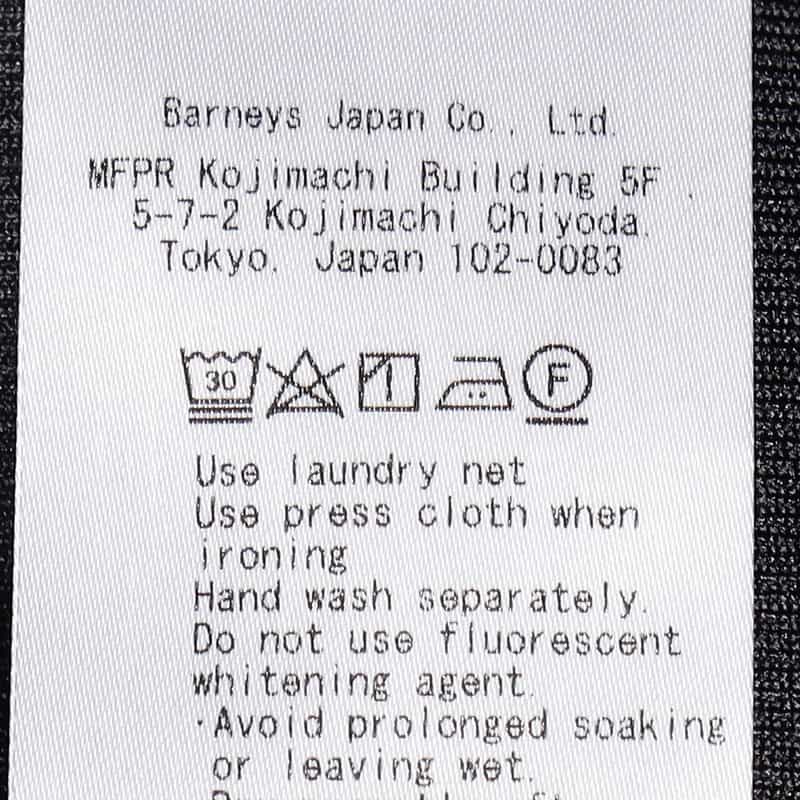 Barneys Japan Co., Ltd.
MFPR Kojimachi Building 5F ,
5-7-2 Kojimachi Chiyoda,
Tokyo, Japan 102-0083
30 F
Use laundry net
Use press cloth when
ironing
Hand wash separately.
Do not use fluorescent
whitening agent.
·Avoid prolonged soaking
or leaving wet.